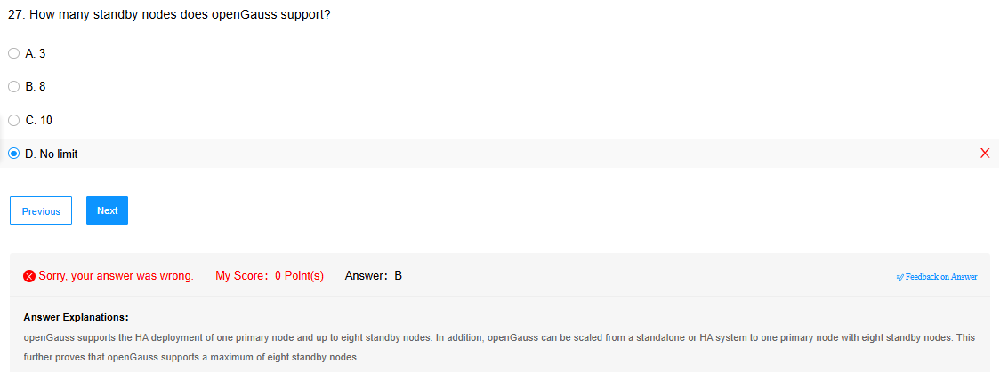 27. How many standby nodes does openGauss support?
A. 3
B. 8
C. 10
D. No limit
X
Previous
Next
Sorry, your answer was wrong. My Score: 0 Point(s) Answer: B
Feedback on Answer
Answer Explanations:
openGauss supports the HA deployment of one primary node and up to eight standby nodes. In addition, openGauss can be scaled from a standalone or HA system to one primary node with eight standby nodes. This
further proves that openGauss supports a maximum of eight standby nodes.